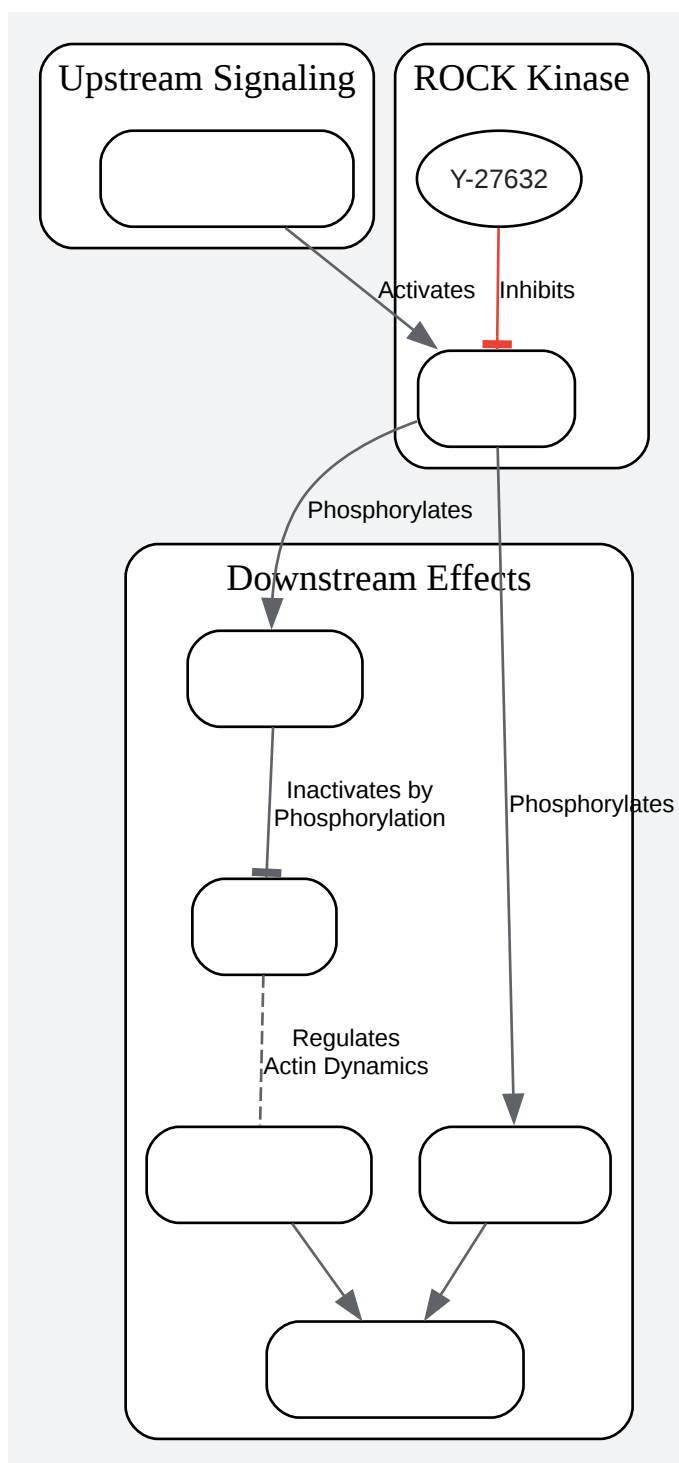 Upstream Signaling
ROCK Kinase
Y-27632
Activates
Inhibits
Phosphorylates
Downstream Effects
Inactivates by
Phosphorylation
Phosphorylates
Regulates
Actin Dynamics